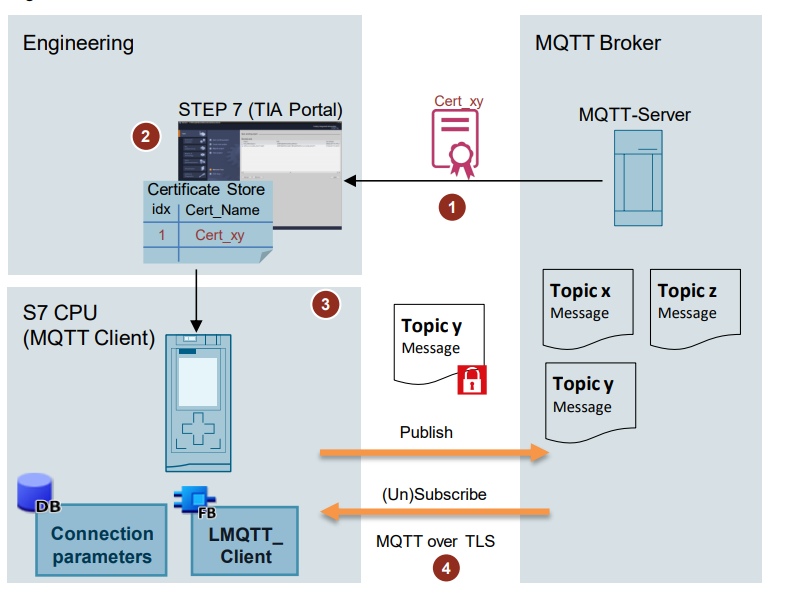 Engineering
MQTT Broker
STEP 7 (TIA Portal)
Cert_xy
MQTT-Server
2
Certificate Store
idx Cert_Name
1 Cert_xy
1
3
S7 CPU
(MQTT Client)
Topic y
Message
Topic x
Message
Topic z
Message
Topic y
Message
Publish
(Un)Subscribe
MQTT over TLS
4
DB
Connection
parameters
FB
LMQTT_
Client